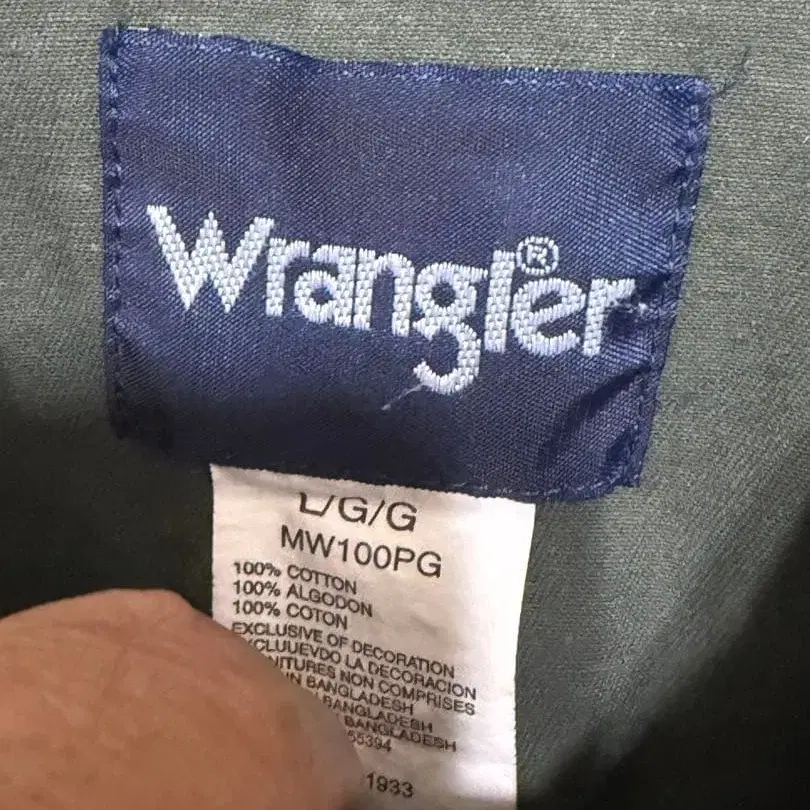 Wrangler®
L/G/G
MW100PG
100% COTTON
100% ALGODON
100% COTON
EXCLUSIVE OF DECORATION
XCLUUEVDO LA DECORACION
NITURES NON COMPRISES
IN BANGLADESH
BANGLADESH
BANGLADESH
55394
1933